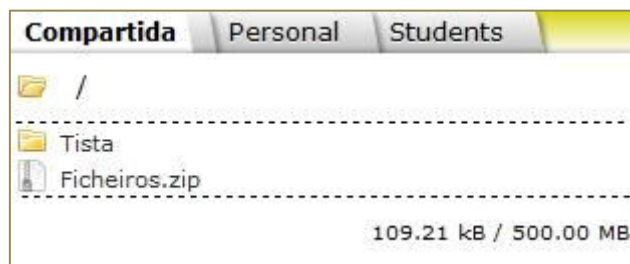 Compartida Personal Students
/
Tista
Ficheiros.zip
109.21 kB / 500.00 MB